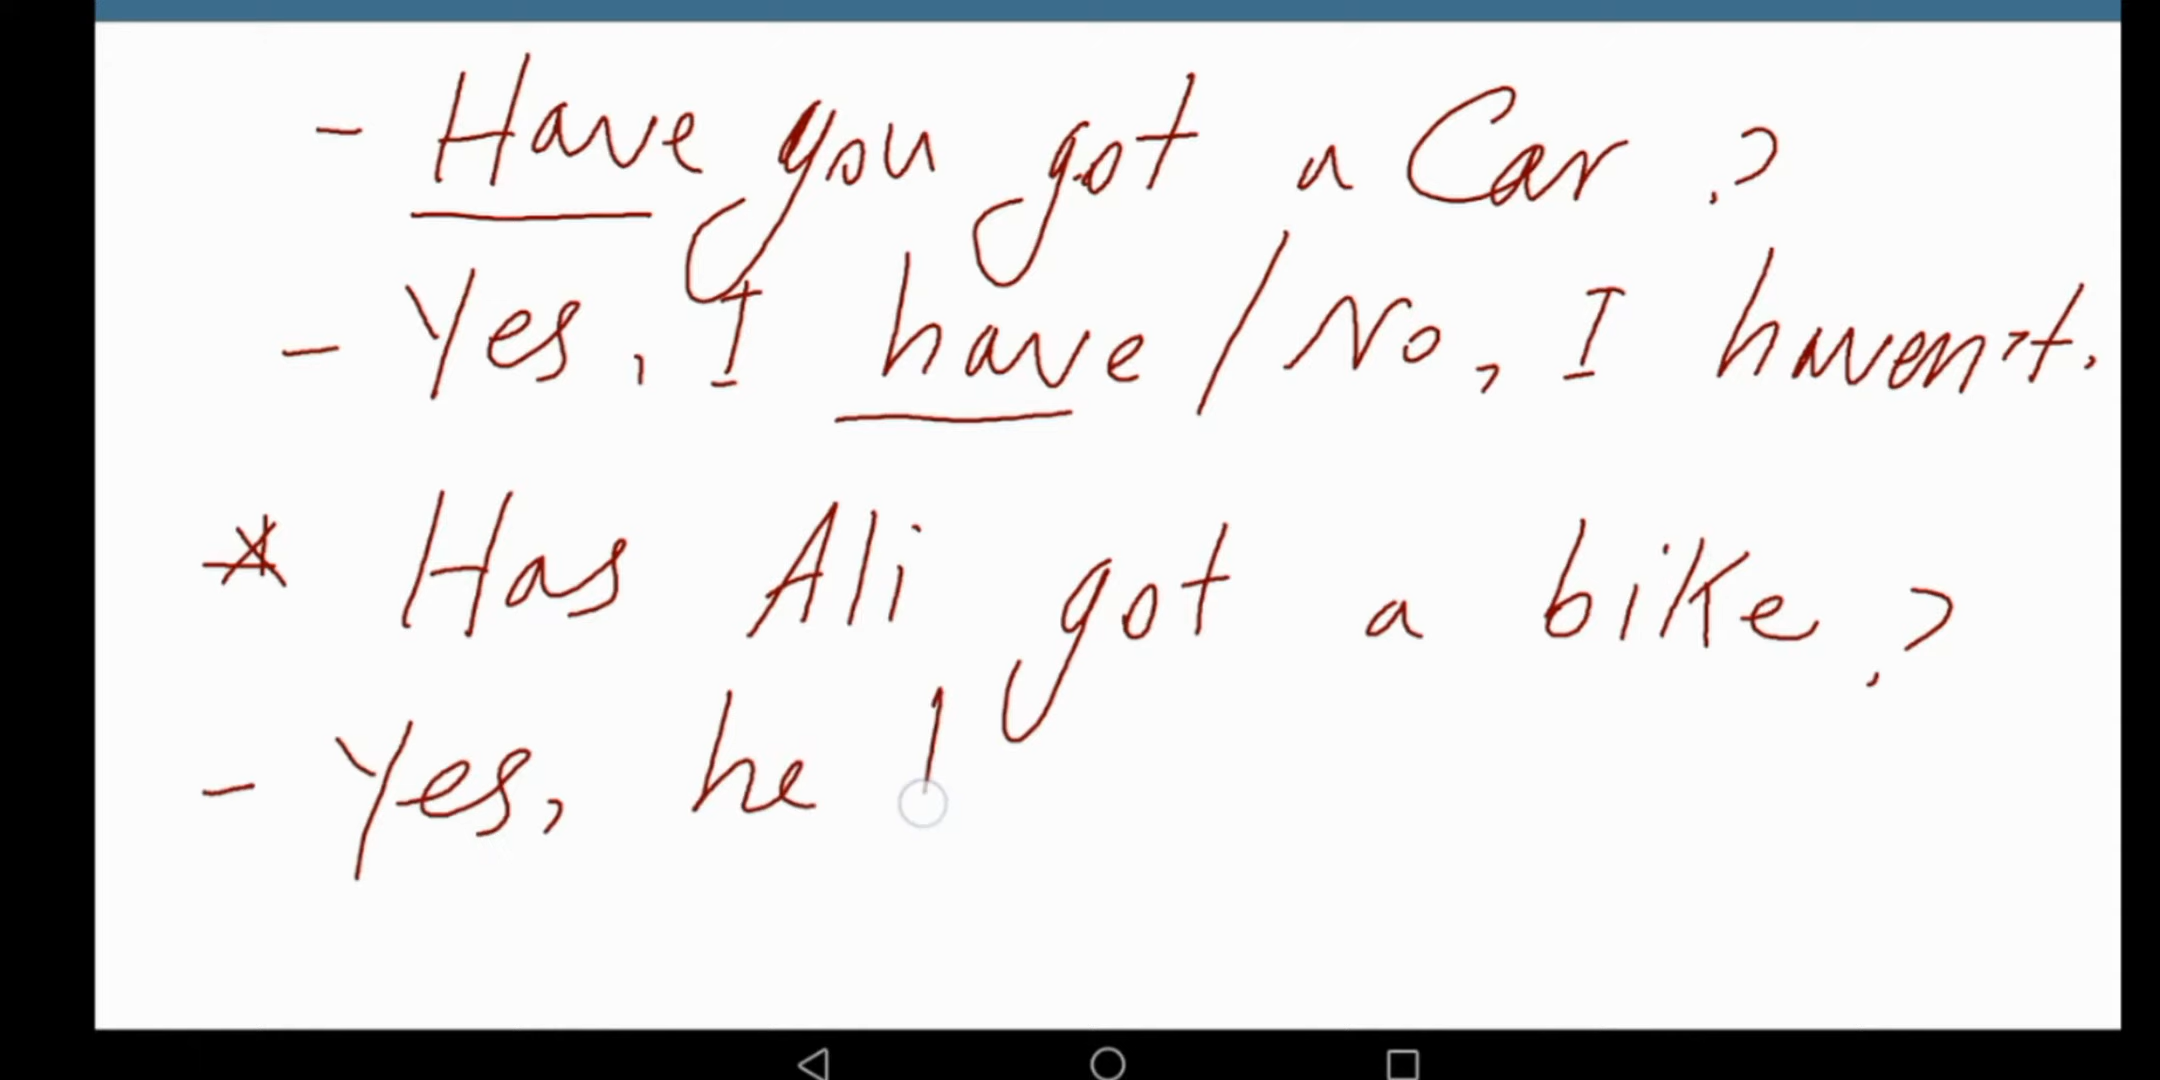 - Have you got a Car ?
- Yes, I have / No, I haven't.
* Has Ali got a bike ?
- Yes, he